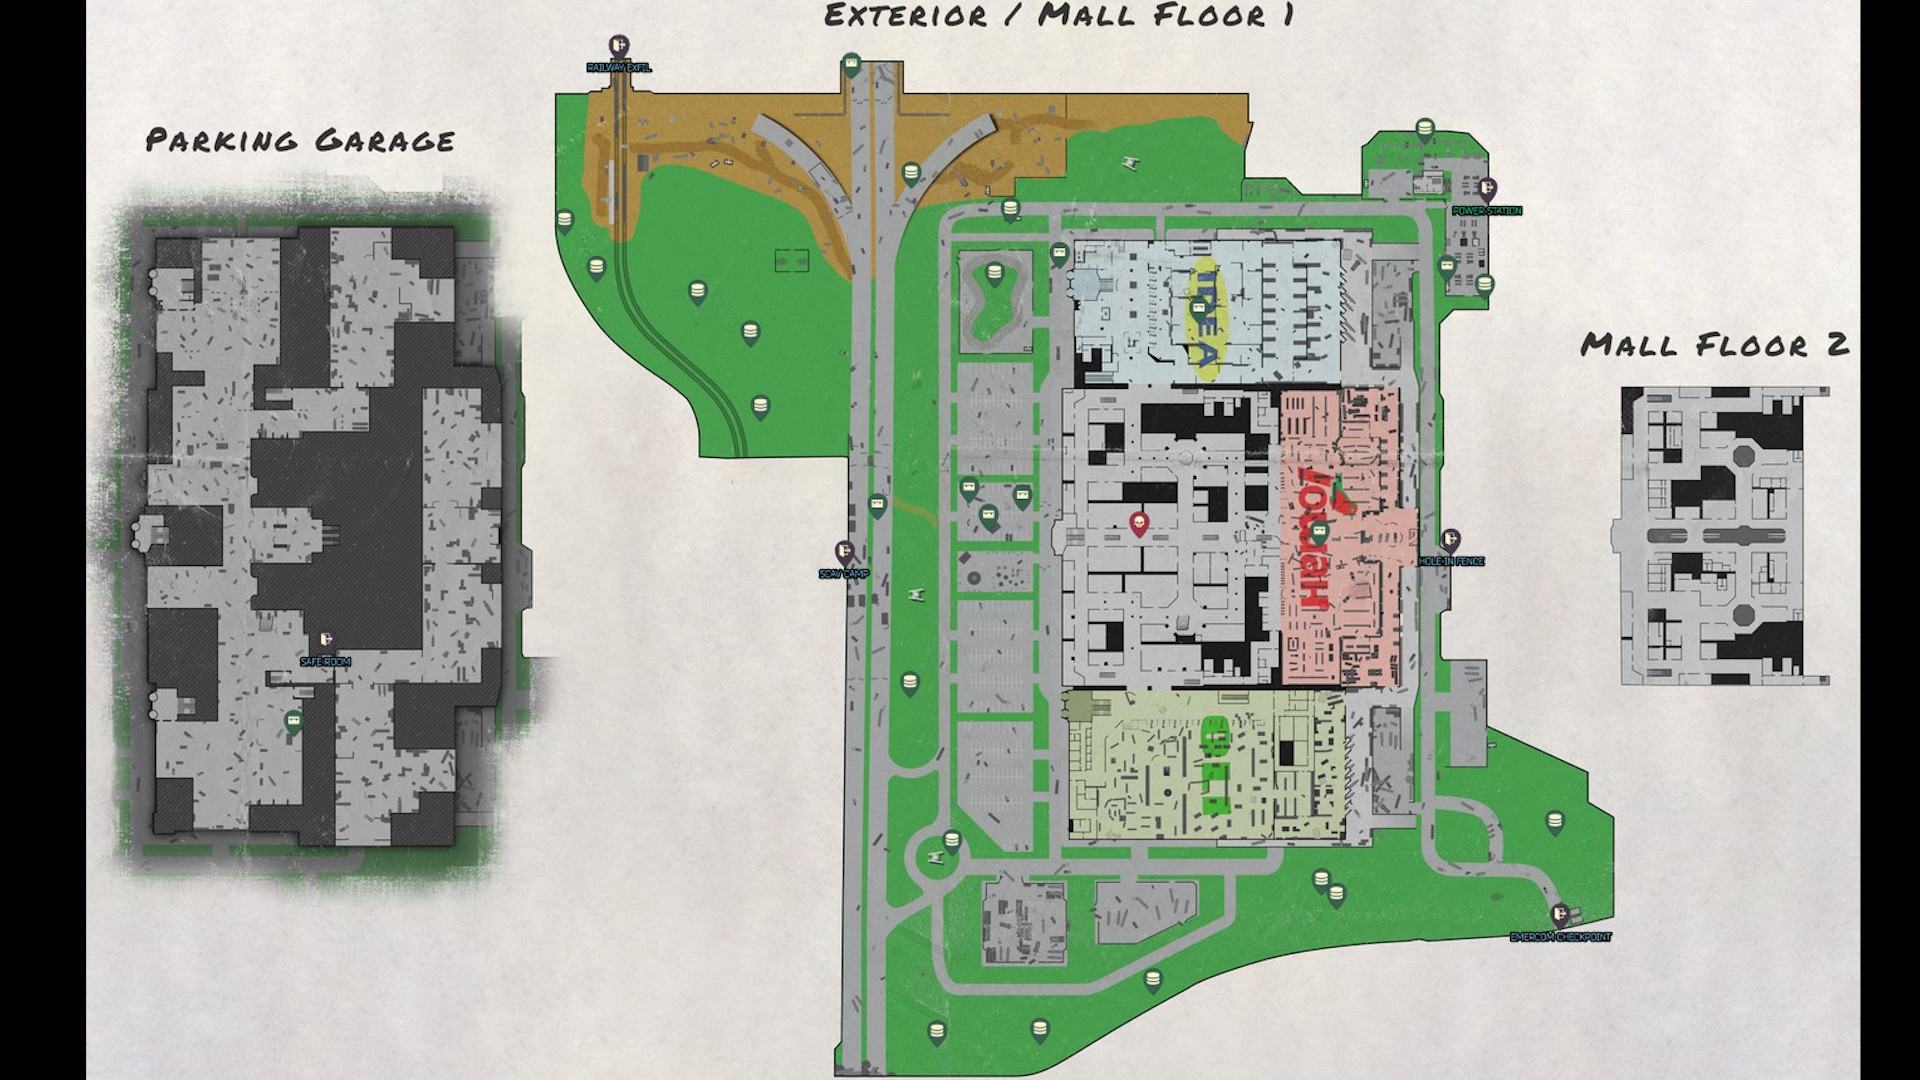 EXTERIOR / MALL FLOOR 1
RAILWAY EXFIL
PARKING GARAGE
POWER STATION
IDEA
MALL FLOOR 2
GOSHAN
HOLE IN FENCE
SCAV CAMP
SAFE ROOM
OLI
EMERCOM CHECKPOINT